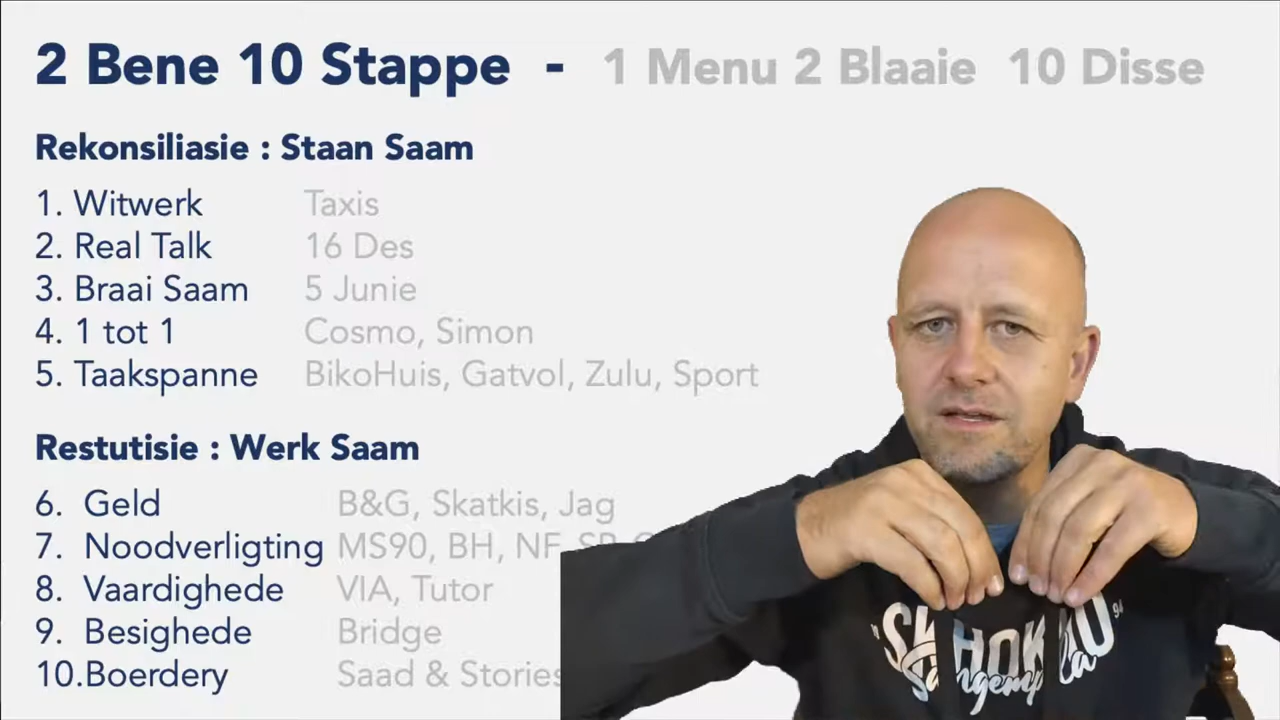 2 Bene 10 Stappe - 1 Menu 2 Blaaie 10 Disse
Rekonsiliasie : Staan Saam
1. Witwerk Taxis
2. Real Talk 16 Des
3. Braai Saam 5 Junie
4. 1 tot 1 Cosmo, Simon
5. Taakspanne BikoHuis, Gatvol, Zulu, Sport
Restutisie : Werk Saam
6. Geld B&G, Skatkis, Jag
7. Noodverligting MS90, BH, NF,
8. Vaardighede VIA, Tutor
9. Besighede Bridge
10.Boerdery Saad & Stories